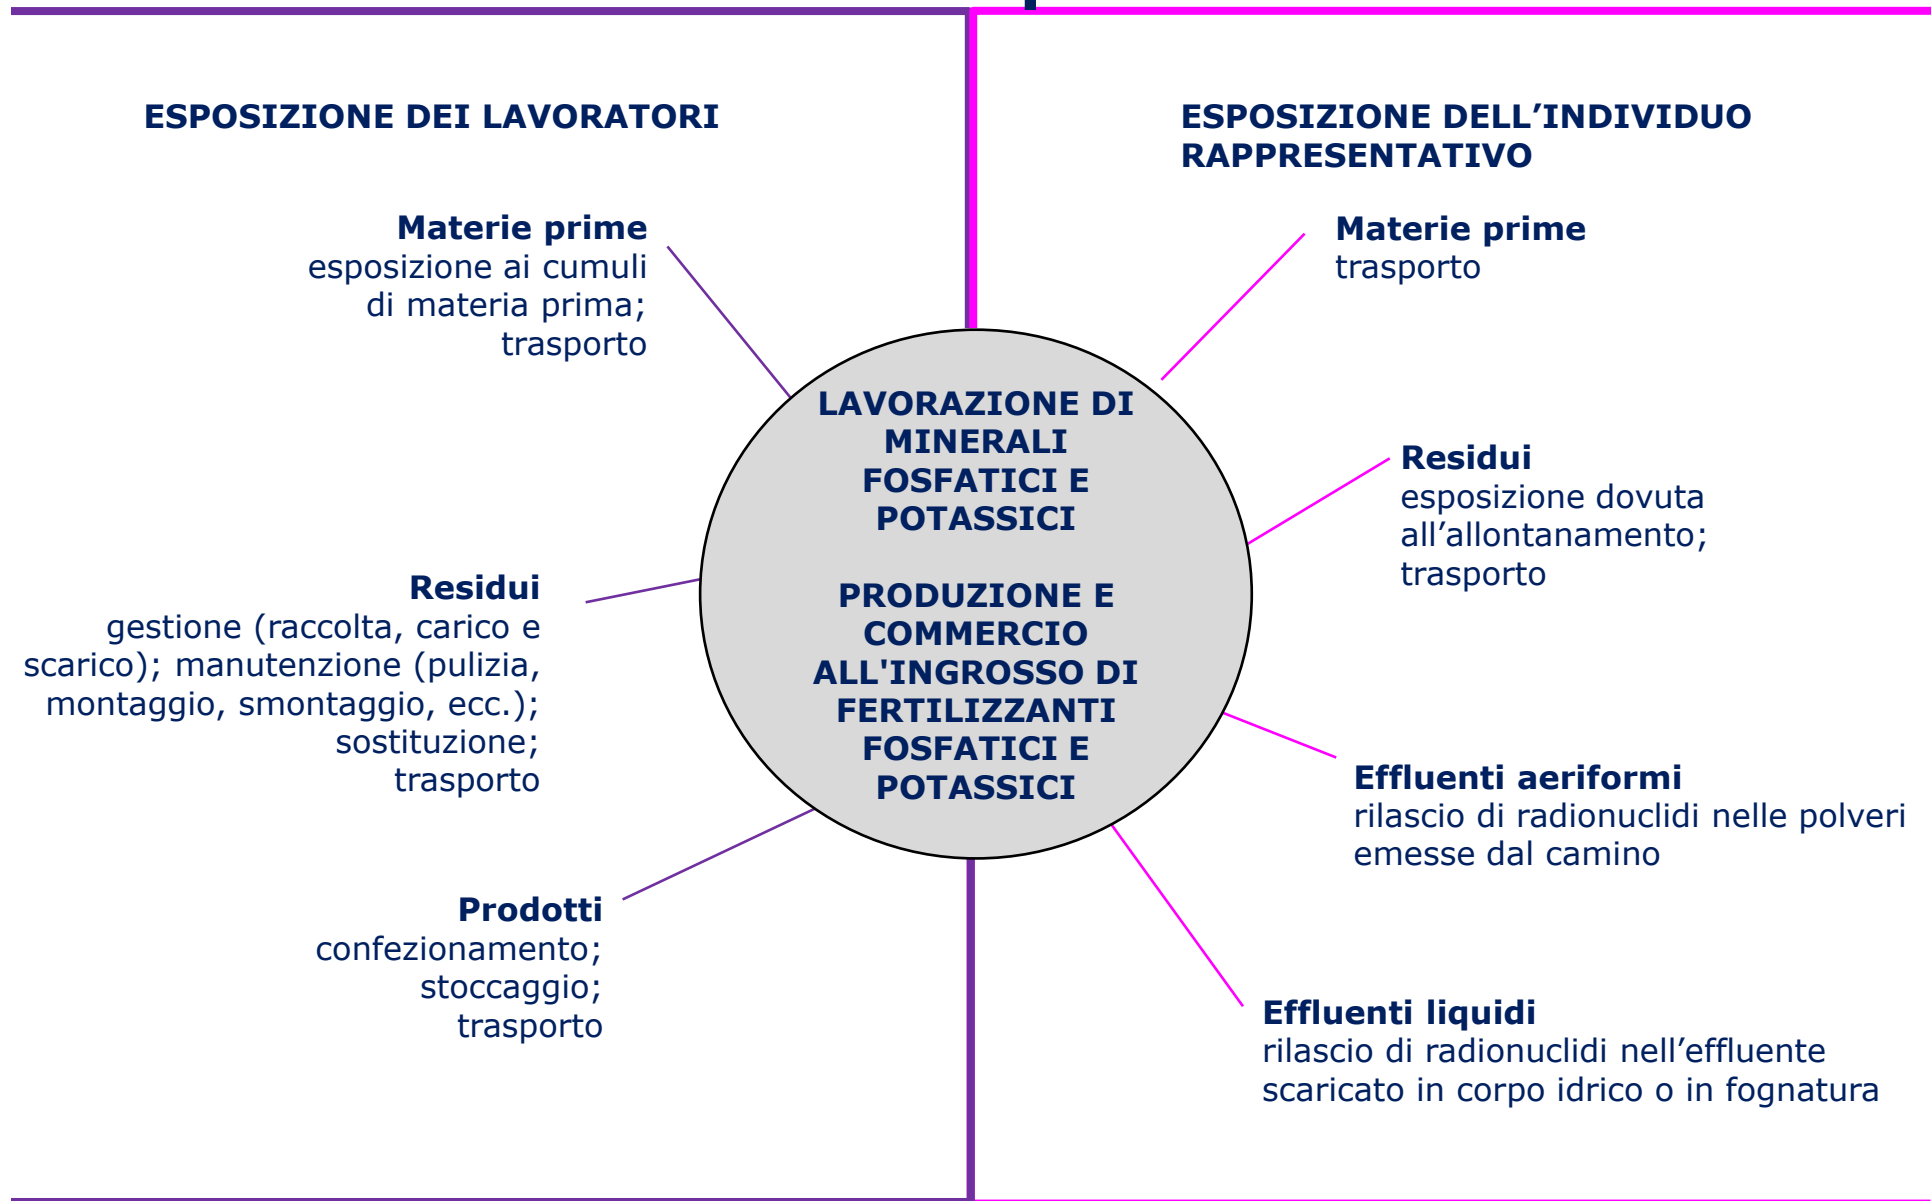 ESPOSIZIONE DEI LAVORATORI
Materie prime
esposizione ai cumuli
di materia prima;
trasporto
Residui
gestione (raccolta, carico e
scarico); manutenzione (pulizia,
montaggio, smontaggio, ecc.);
sostituzione;
trasporto
Prodotti
confezionamento;
stoccaggio;
trasporto
LAVORAZIONE DI
MINERALI
FOSFATICI E
POTASSICI
PRODUZIONE E
COMMERCIO
ALL'INGROSSO DI
FERTILIZZANTI
FOSFATICI E
POTASSICI
ESPOSIZIONE DELL’INDIVIDUO
RAPPRESENTATIVO
Materie prime
trasporto
Residui
esposizione dovuta
all’allontanamento;
trasporto
Effluenti aeriformi
rilascio di radionuclidi nelle polveri
emesse dal camino
Effluenti liquidi
rilascio di radionuclidi nell’effluente
scaricato in corpo idrico o in fognatura